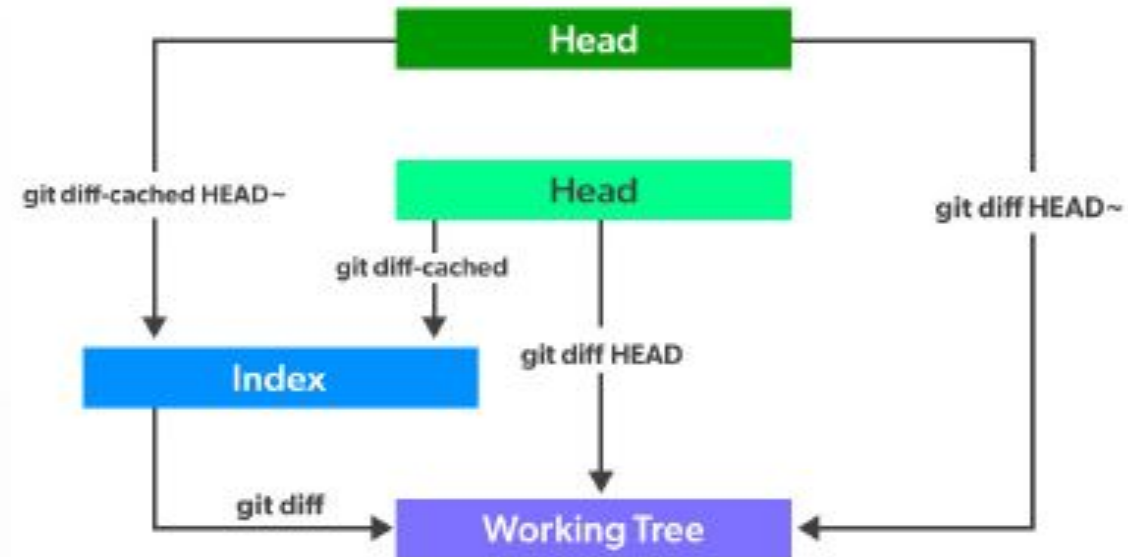 Head
Head
git diff-cached HEAD~
git diff HEAD~
git diff-cached
git diff HEAD
Index
git diff
Working Tree